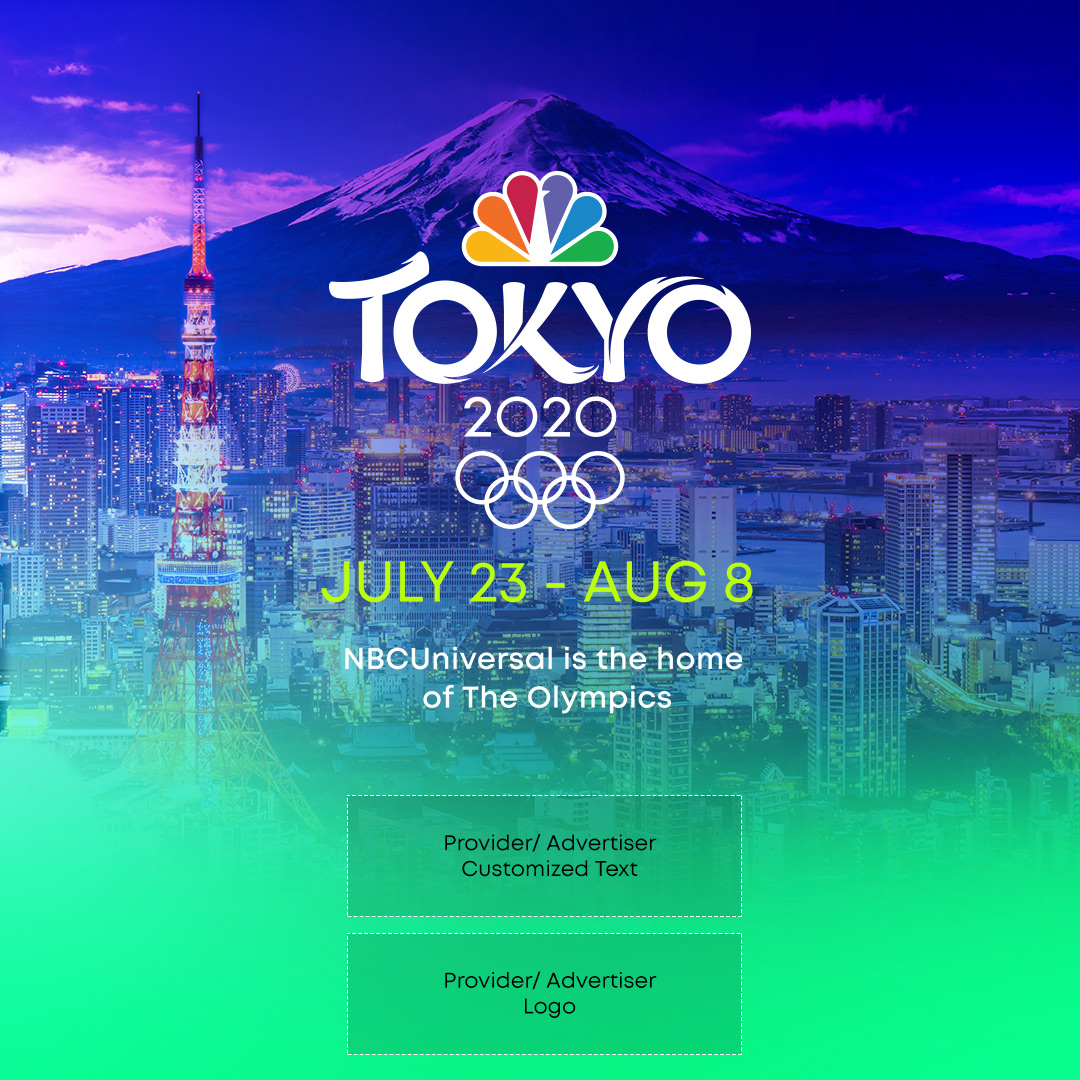 TOKYO
2020
JULY 23 - AUG 8
NBCUniversal is the home
of The Olympics
Provider/ Advertiser
Customized Text
Provider/ Advertiser
Logo